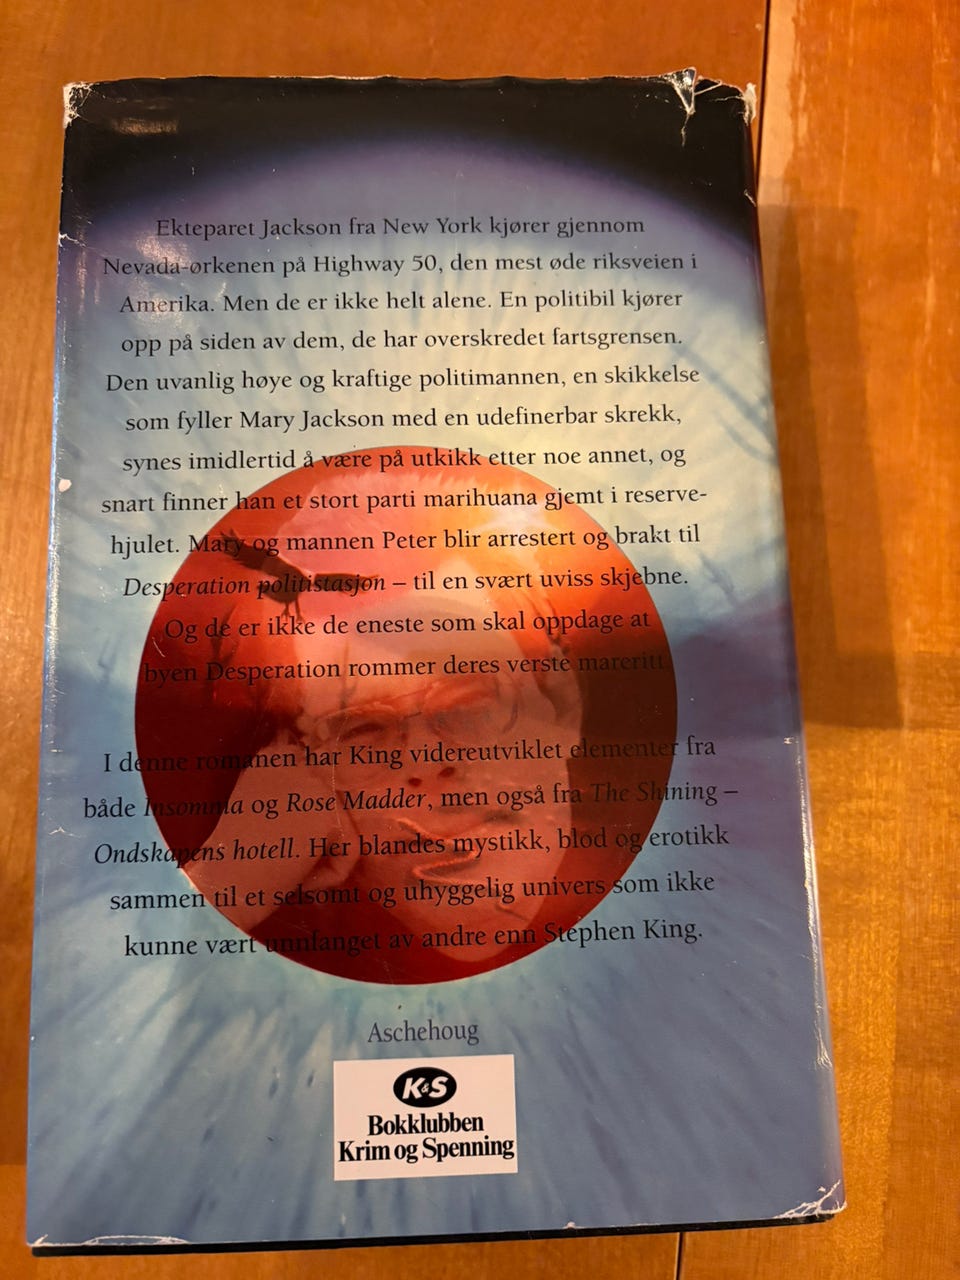 Ekteparet Jackson fra New York kjører gjennom
Nevada-ørkenen på Highway 50, den mest øde riksveien i
Amerika. Men de er ikke helt alene. En politibil kjører
opp på siden av dem, de har overskredet fartsgrensen.
Den uvanlig høye og kraftige politimannen, en skikkelse
som fyller Mary Jackson med en udefinerbar skrekk,
synes imidlertid å være på utkikk etter noe annet, og
snart finner han et stort parti marihuana gjemt i reserve-
hjulet. Mary og mannen Peter blir arrestert og brakt til
Desperation politistasjon – til en svært uviss skjebne.
Og de er ikke de eneste som skal oppdage at
byen Desperation rommer deres verste mareritt.
I denne romanen har King videreutviklet elementer fra
både Insomnia og Rose Madder, men også fra The Shining –
Ondskapens hotell. Her blandes mystikk, blod og erotikk
sammen til et selsomt og uhyggelig univers som ikke
kunne vært unnfanget av andre enn Stephen King.
Aschehoug
K&S
Bokklubben
Krim og Spenning